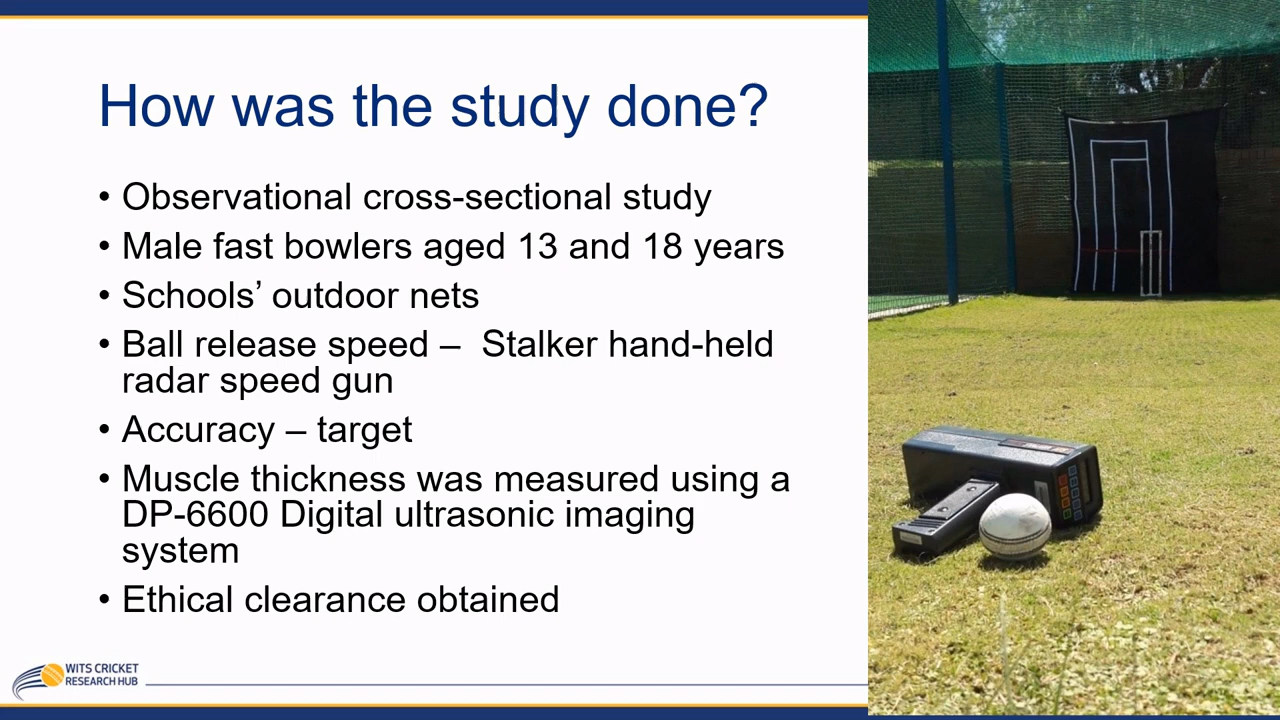 How was the study done?
• Observational cross-sectional study
• Male fast bowlers aged 13 and 18 years
• Schools’ outdoor nets
• Ball release speed –  Stalker hand-held
radar speed gun
• Accuracy – target
• Muscle thickness was measured using a
DP-6600 Digital ultrasonic imaging
system
• Ethical clearance obtained
WITS CRICKET
RESEARCH HUB